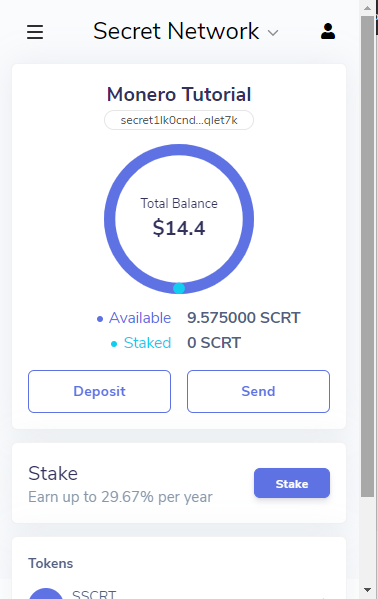 Secret Network
Monero Tutorial
secret1lk0cnd...qlet7k
Total Balance
$14.4
Available 9.575000 SCRT
Staked 0 SCRT
Deposit Send
Stake
Earn up to 29.67% per year
Stake
Tokens
SSCRT